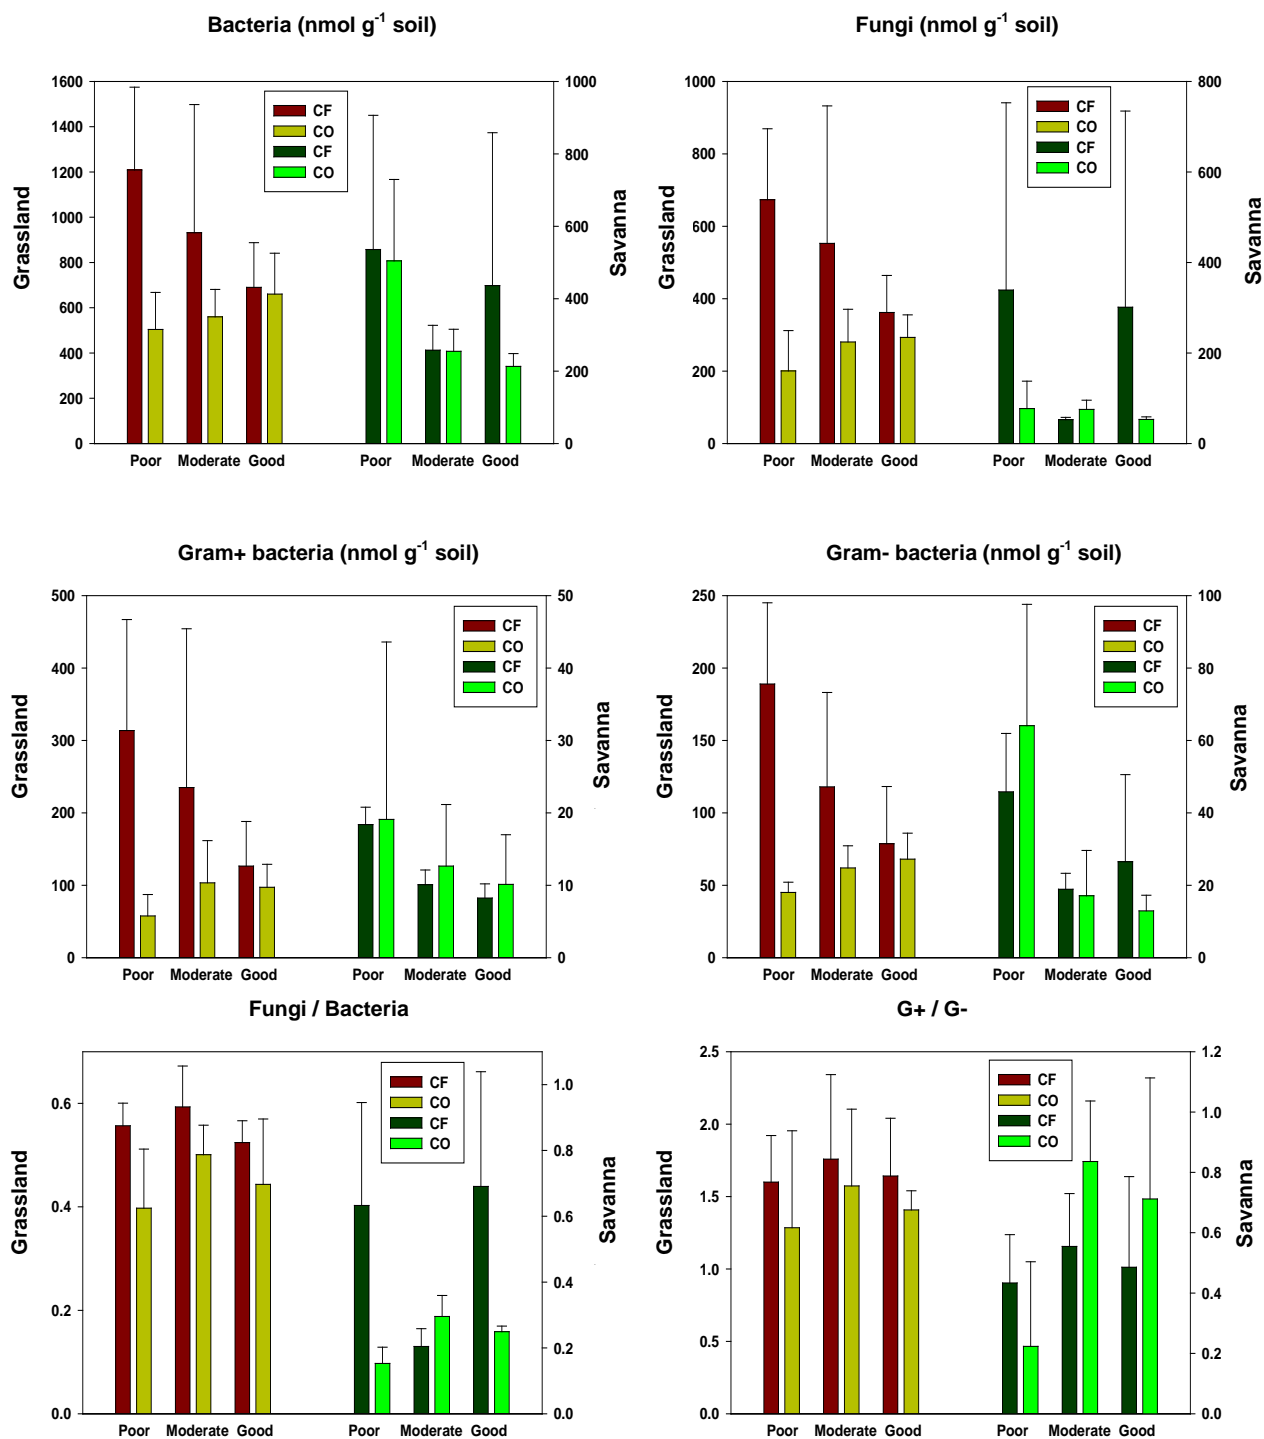 Bacteria (nmol g-1 soil)
1600
1400
1200
1000
800
600
400
200
0
Grassland
1000
800
600
400
200
0
Savanna
CF
CO
CF
CO
Poor Moderate Good
Poor Moderate Good
Fungi (nmol g-1 soil)
1000
800
600
400
200
0
Grassland
800
600
400
200
0
Savanna
CF
CO
CF
CO
Poor Moderate Good
Poor Moderate Good
Gram+ bacteria (nmol g-1 soil)
500
400
300
200
100
0
Grassland
50
40
30
20
10
0
Savanna
CF
CO
CF
CO
Poor Moderate Good
Poor Moderate Good
Gram- bacteria (nmol g-1 soil)
250
200
150
100
50
0
Grassland
100
80
60
40
20
0
Savanna
CF
CO
CF
CO
Poor Moderate Good
Poor Moderate Good
Fungi / Bacteria
0.6
0.4
0.2
0.0
Grassland
1.0
0.8
0.6
0.4
0.2
0.0
Savanna
CF
CO
CF
CO
Poor Moderate Good
Poor Moderate Good
G+ / G-
2.5
2.0
1.5
1.0
0.5
0.0
Grassland
1.2
1.0
0.8
0.6
0.4
0.2
0.0
Savanna
CF
CO
CF
CO
Poor Moderate Good
Poor Moderate Good